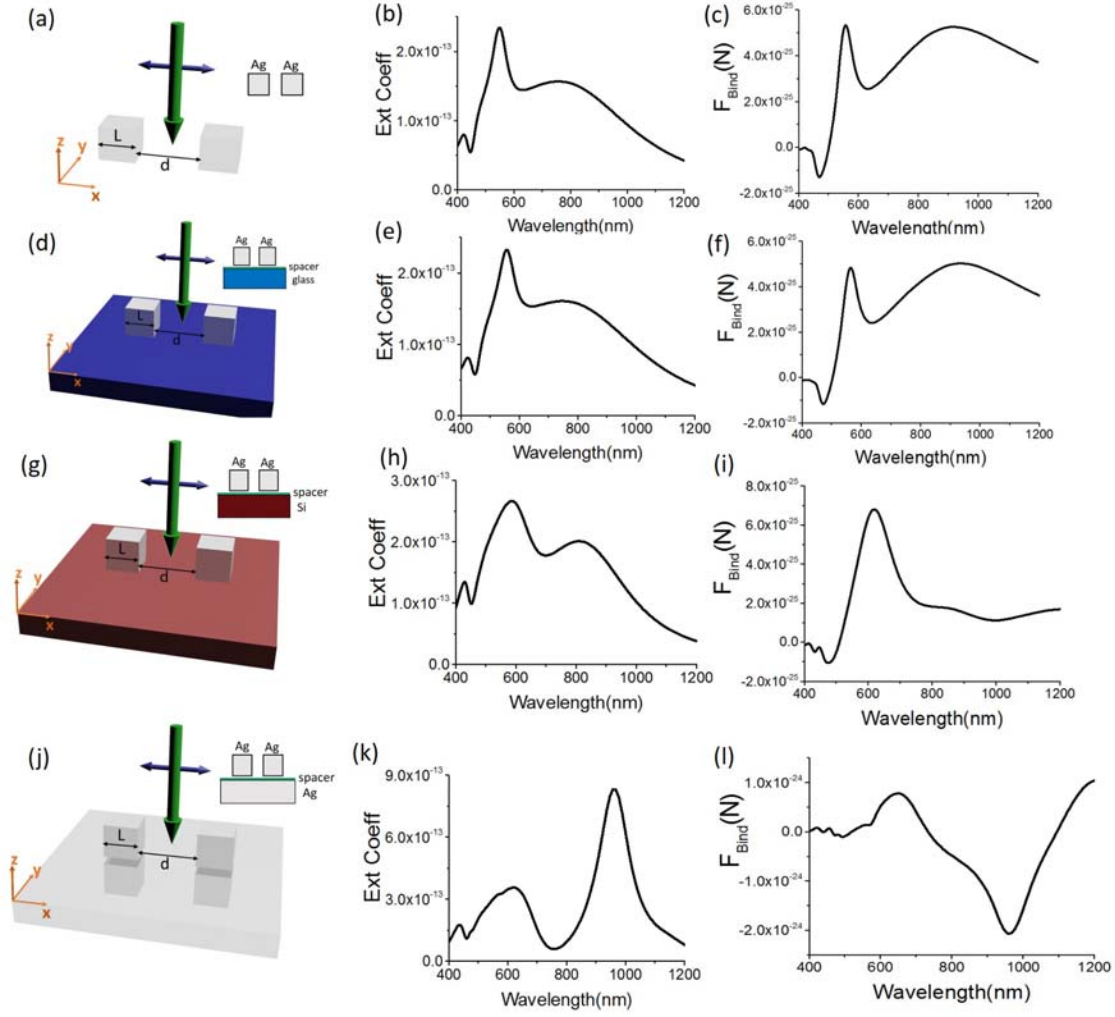 (a)
Ag Ag
L
d
z
y
x
(b)
Ext Coeff
2.0x10⁻¹³
1.0x10⁻¹³
0.0
400 600 800 1000 1200
Wavelength(nm)
(c)
F_Bind(N)
6.0x10⁻²⁵
4.0x10⁻²⁵
2.0x10⁻²⁵
0.0
-2.0x10⁻²⁵
400 600 800 1000 1200
Wavelength(nm)
(d)
Ag Ag
spacer
glass
L
d
z
y
x
(e)
Ext Coeff
2.0x10⁻¹³
1.0x10⁻¹³
0.0
400 600 800 1000 1200
Wavelength(nm)
(f)
F_Bind(N)
6.0x10⁻²⁵
4.0x10⁻²⁵
2.0x10⁻²⁵
0.0
-2.0x10⁻²⁵
400 600 800 1000 1200
Wavelength(nm)
(g)
Ag Ag
spacer
Si
L
d
z
y
x
(h)
Ext Coeff
3.0x10⁻¹³
2.0x10⁻¹³
1.0x10⁻¹³
0.0
400 600 800 1000 1200
Wavelength(nm)
(i)
F_Bind(N)
8.0x10⁻²⁵
6.0x10⁻²⁵
4.0x10⁻²⁵
2.0x10⁻²⁵
0.0
-2.0x10⁻²⁵
400 600 800 1000 1200
Wavelength(nm)
(j)
Ag Ag
spacer
Ag
L
d
z
y
x
(k)
Ext Coeff
9.0x10⁻¹³
6.0x10⁻¹³
3.0x10⁻¹³
0.0
400 600 800 1000 1200
Wavelength(nm)
(l)
F_Bind(N)
1.0x10⁻²⁴
0.0
-1.0x10⁻²⁴
-2.0x10⁻²⁴
400 600 800 1000 1200
Wavelength(nm)